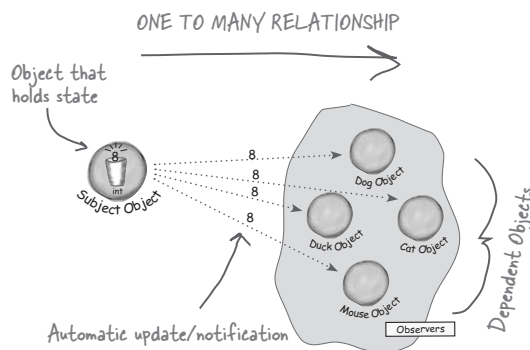 ONE TO MANY RELATIONSHIP
Object that
holds state
8
int
Subject Object
8
8
8
8
Dog Object
Duck Object
Cat Object
Mouse Object
Observers
Dependent Objects
Automatic update/notification